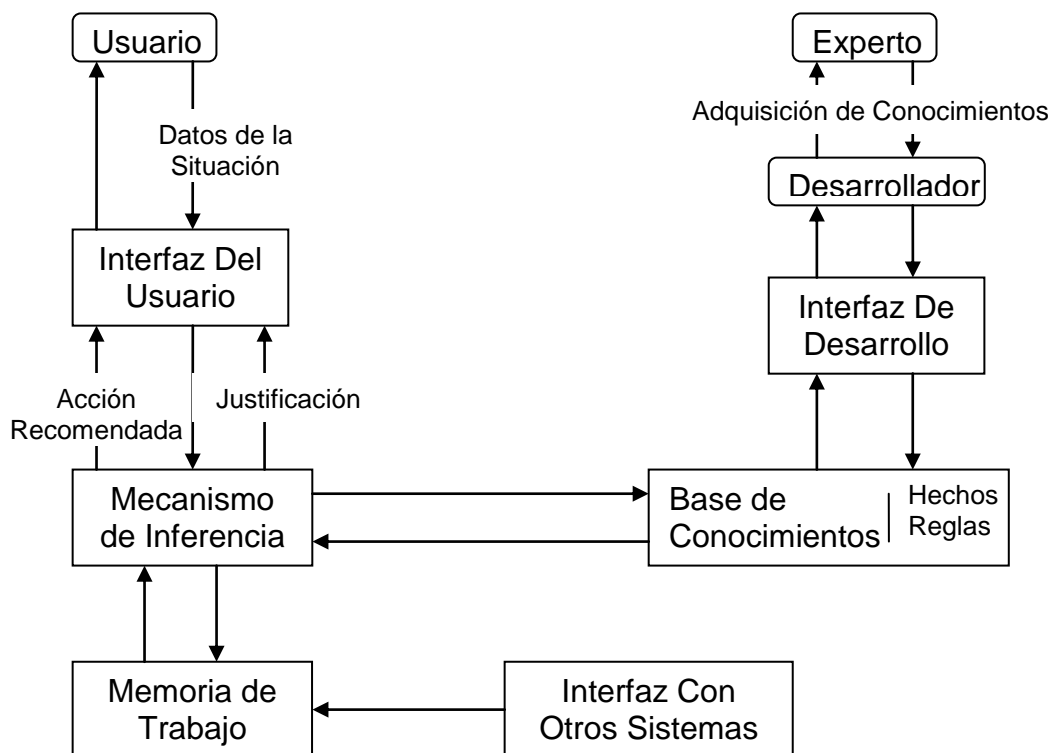 Usuario
Experto
Datos de la
Situación
Adquisición de Conocimientos
Desarrollador
Interfaz Del
Usuario
Interfaz De
Desarrollo
Acción
Recomendada
Justificación
Mecanismo
de Inferencia
Base de
Conocimientos
Hechos
Reglas
Memoria de
Trabajo
Interfaz Con
Otros Sistemas